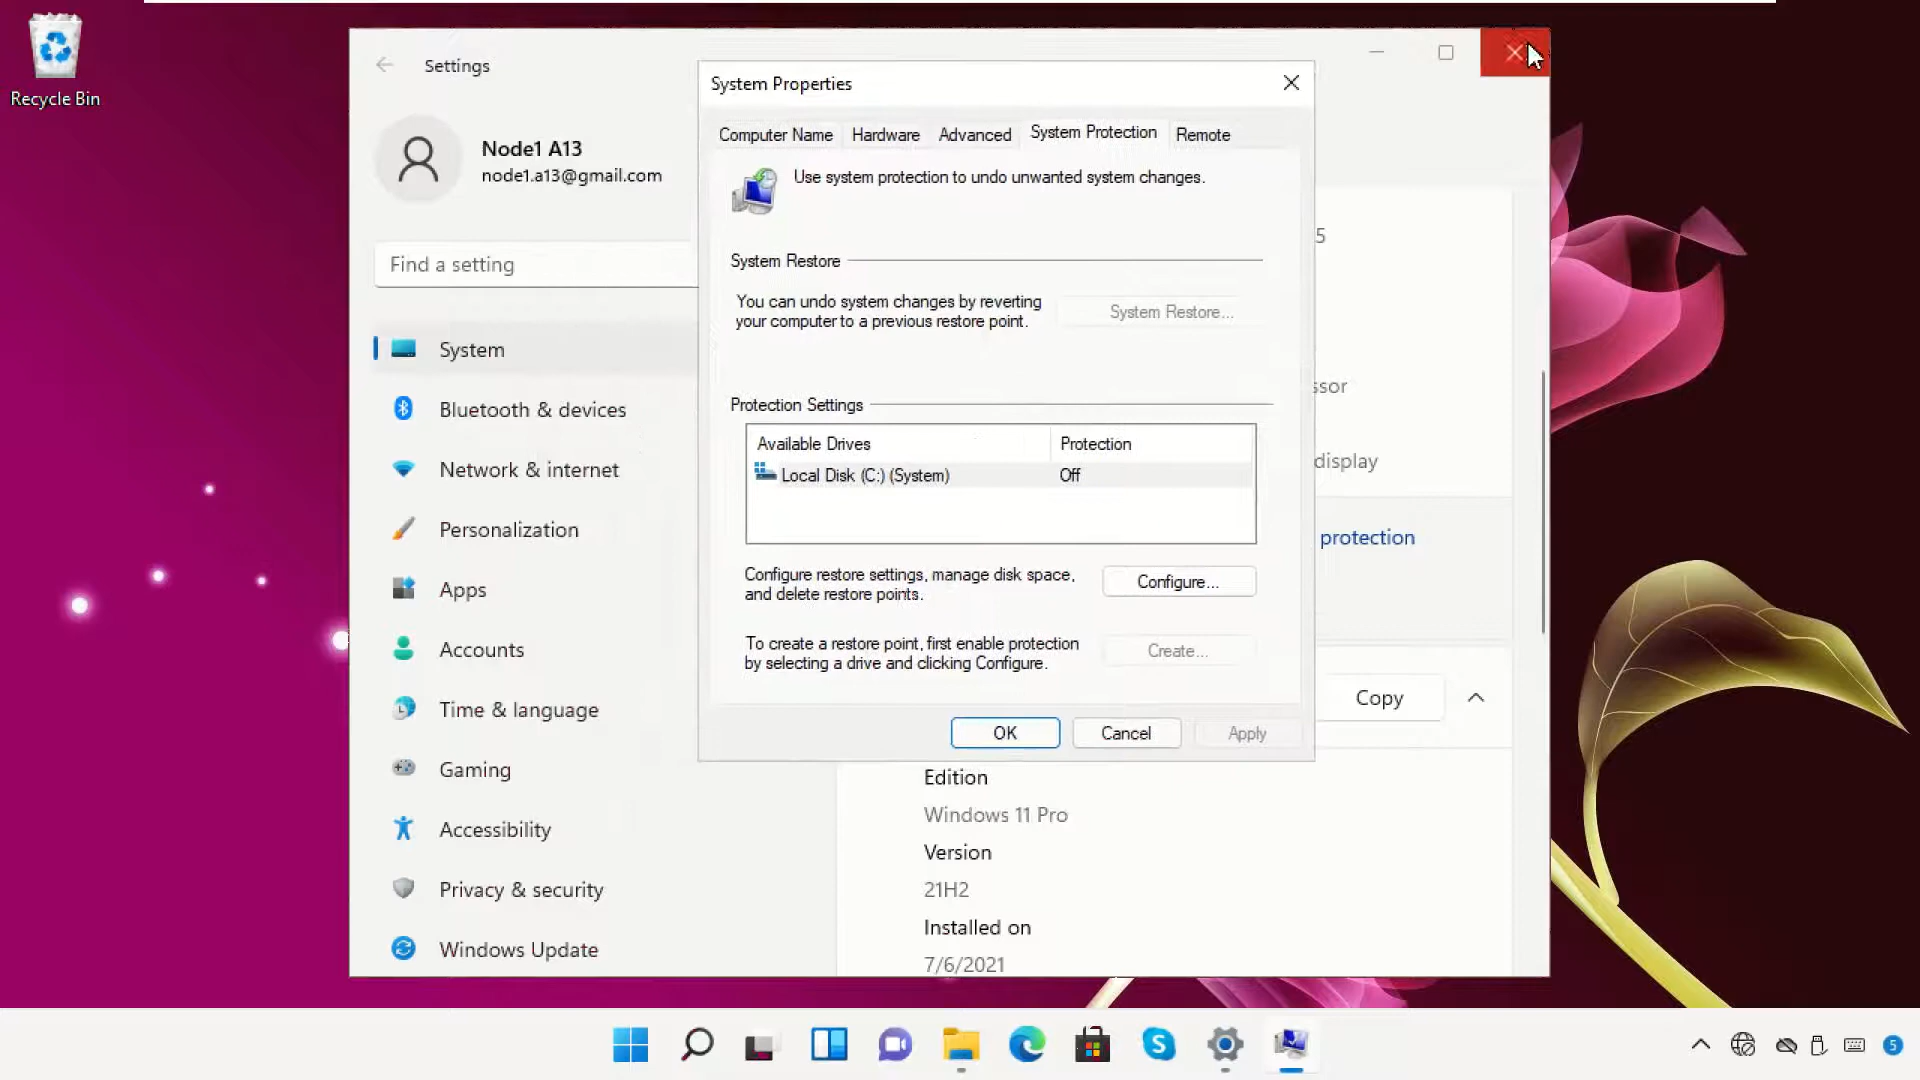 Recycle Bin
Settings
Node1 A13
node1.a13@gmail.com
Find a setting
System
Bluetooth & devices
Network & internet
Personalization
Apps
Accounts
Time & language
Gaming
Accessibility
Privacy & security
Windows Update
System Properties
Computer Name Hardware Advanced System Protection Remote
Use system protection to undo unwanted system changes.
System Restore
You can undo system changes by reverting
your computer to a previous restore point.
System Restore...
Protection Settings
Available Drives Protection
Local Disk (C:) (System) Off
Configure restore settings, manage disk space,
and delete restore points.
Configure...
To create a restore point, first enable protection
by selecting a drive and clicking Configure.
Create...
OK Cancel Apply
5
ssor
display
protection
Copy
Edition
Windows 11 Pro
Version
21H2
Installed on
7/6/2021
S
5